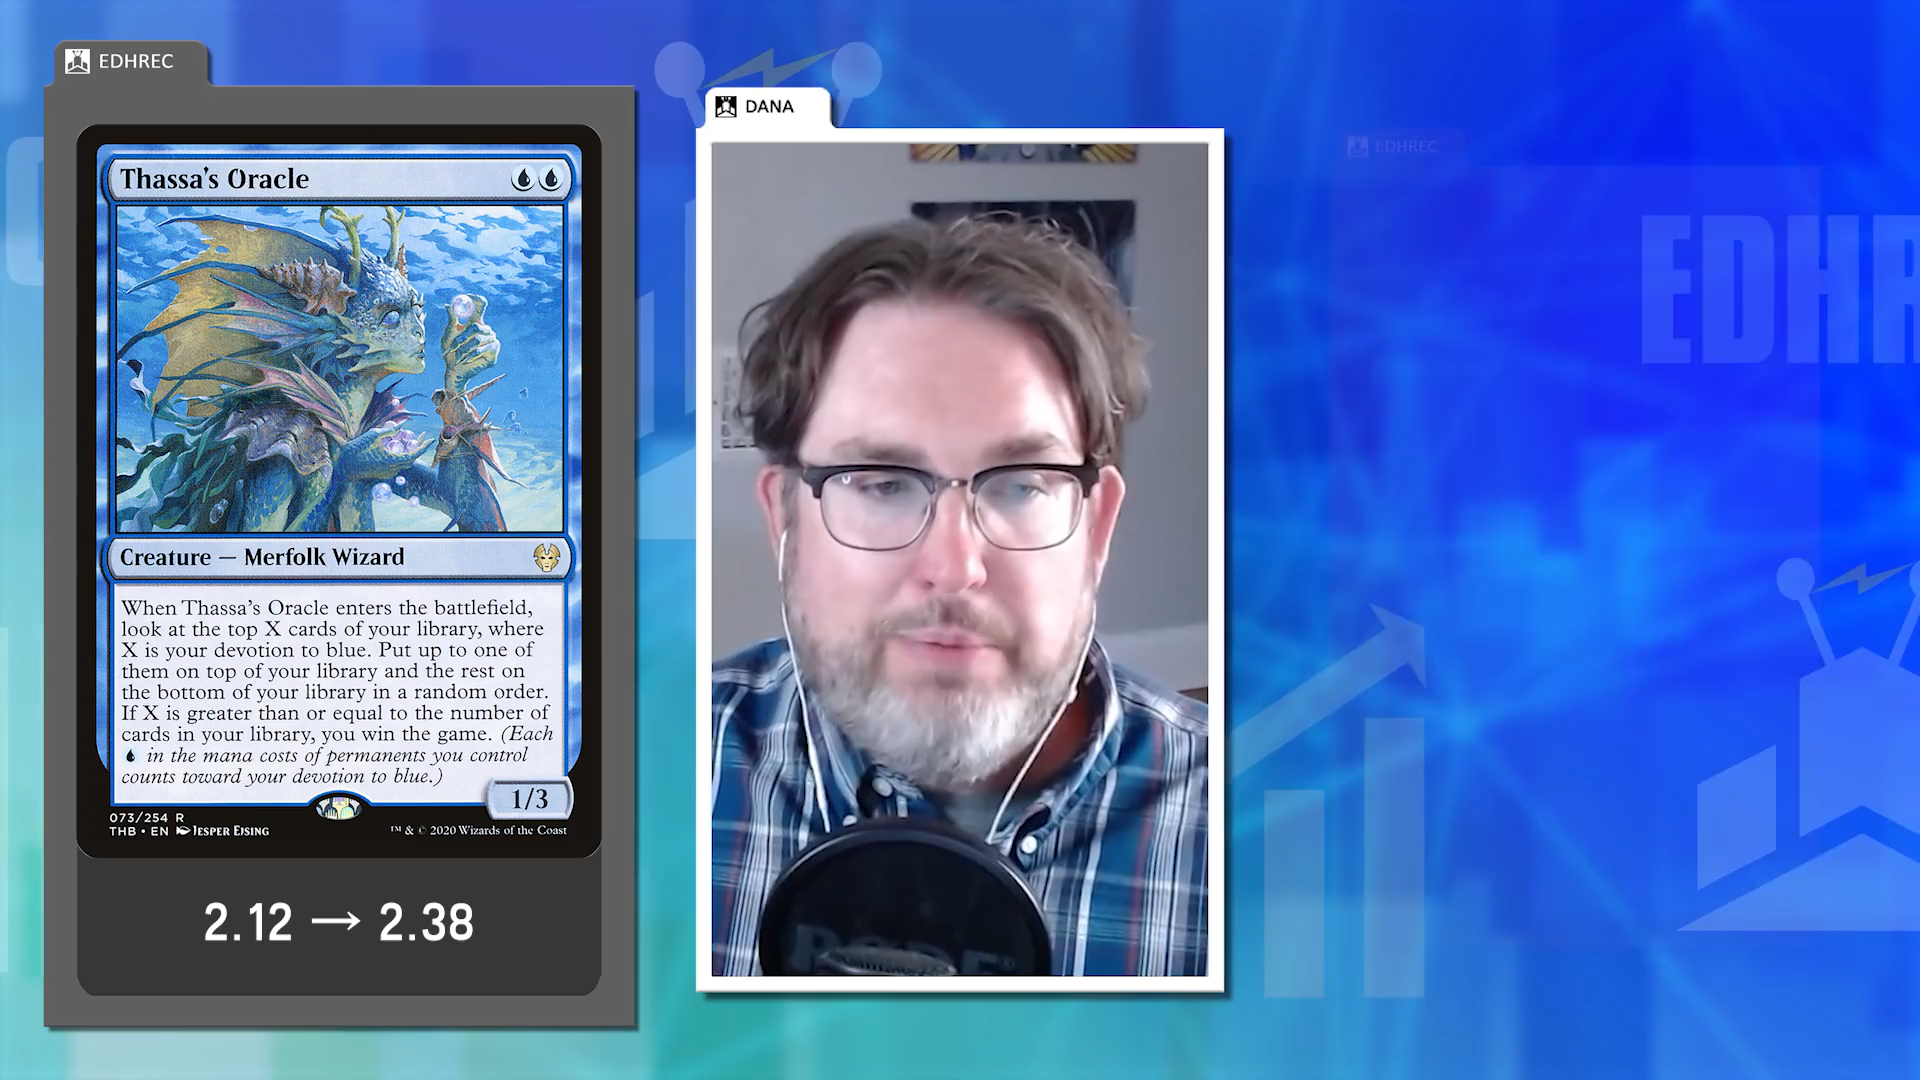 EDHREC
Thassa's Oracle
Creature — Merfolk Wizard
When Thassa's Oracle enters the battlefield,
look at the top X cards of your library, where
X is your devotion to blue. Put up to one of
them on top of your library and the rest on
the bottom of your library in a random order.
If X is greater than or equal to the number of
cards in your library, you win the game. (Each
in the mana costs of permanents you control
counts toward your devotion to blue.)
1/3
073/254 R
THB • EN JESPER EISING
™ & © 2020 Wizards of the Coast
2.12 → 2.38
DANA
EDHREC
EDHR